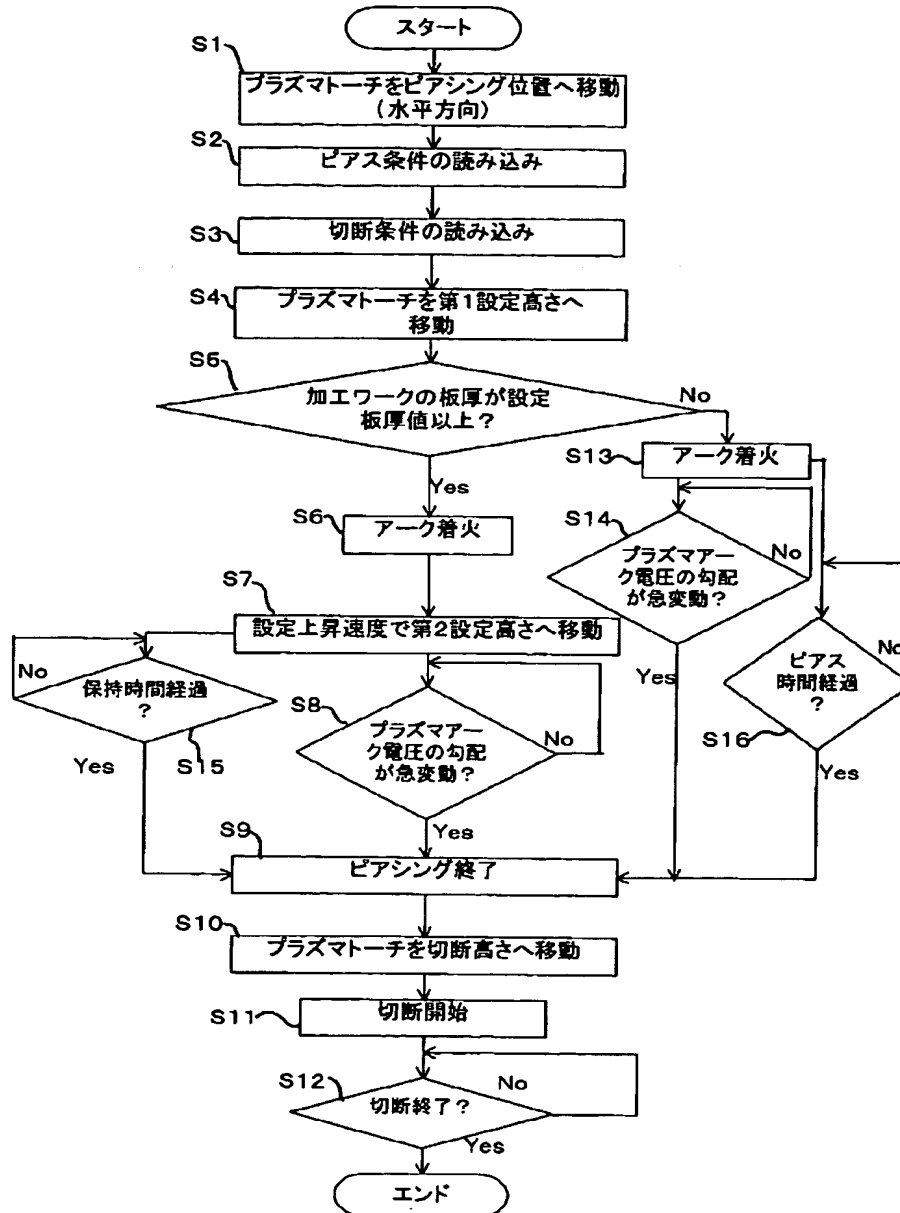 スタート
S1
プラズマトーチをピアシング位置へ移動
(水平方向)
S2
ピアス条件の読み込み
S3
切断条件の読み込み
S4
プラズマトーチを第1設定高さへ
移動
S5
加工ワークの板厚が設定
板厚値以上？
No
Yes
S13
アーク着火
S6
アーク着火
S14
プラズマアー
ク電圧の勾配
が急変動？
No
Yes
S7
設定上昇速度で第2設定高さへ移動
No
保持時間経過
？
S15
Yes
S8
プラズマアー
ク電圧の勾配
が急変動？
No
Yes
ピアス
時間経過？
No
S16
Yes
S9
ピアシング終了
S10
プラズマトーチを切断高さへ移動
S11
切断開始
S12
切断終了？
No
Yes
エンド